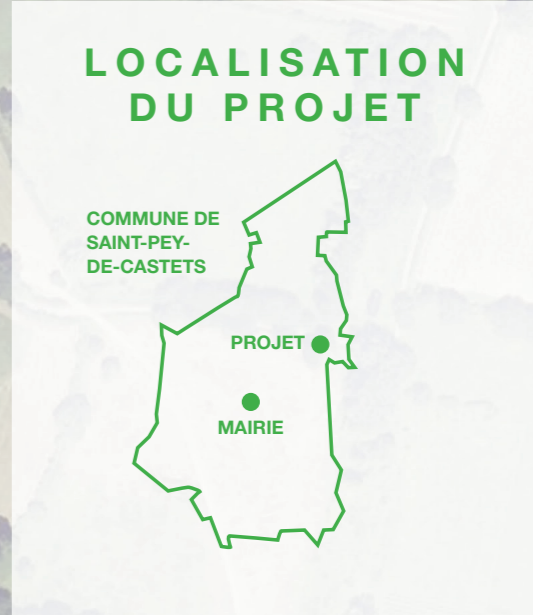 LOCALISATION
DU PROJET
COMMUNE DE
SAINT-PEY-
DE-CASTETS
PROJET
MAIRIE